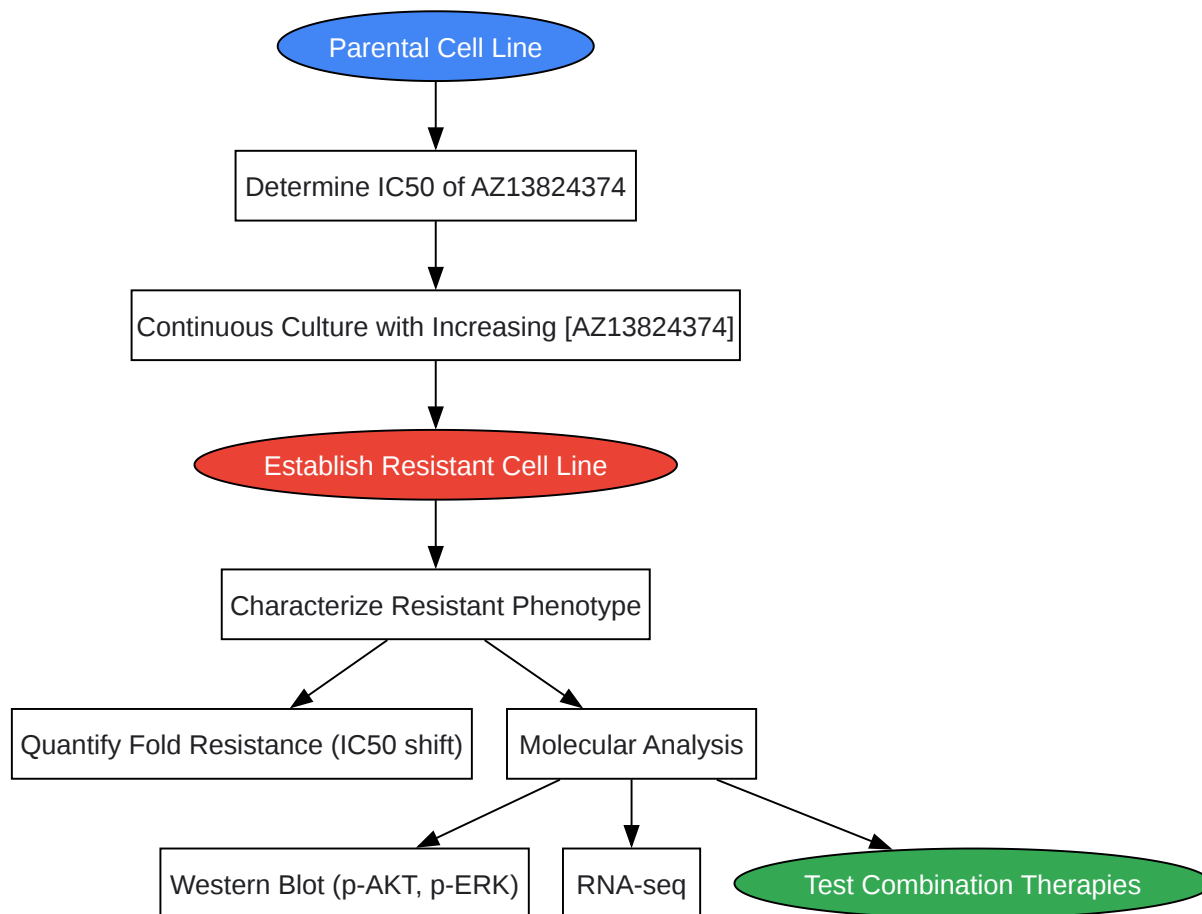 Parental Cell Line
Determine IC50 of AZ13824374
Continuous Culture with Increasing [AZ13824374]
Establish Resistant Cell Line
Characterize Resistant Phenotype
Quantify Fold Resistance (IC50 shift)
Molecular Analysis
Western Blot (p-AKT, p-ERK)
RNA-seq
Test Combination Therapies